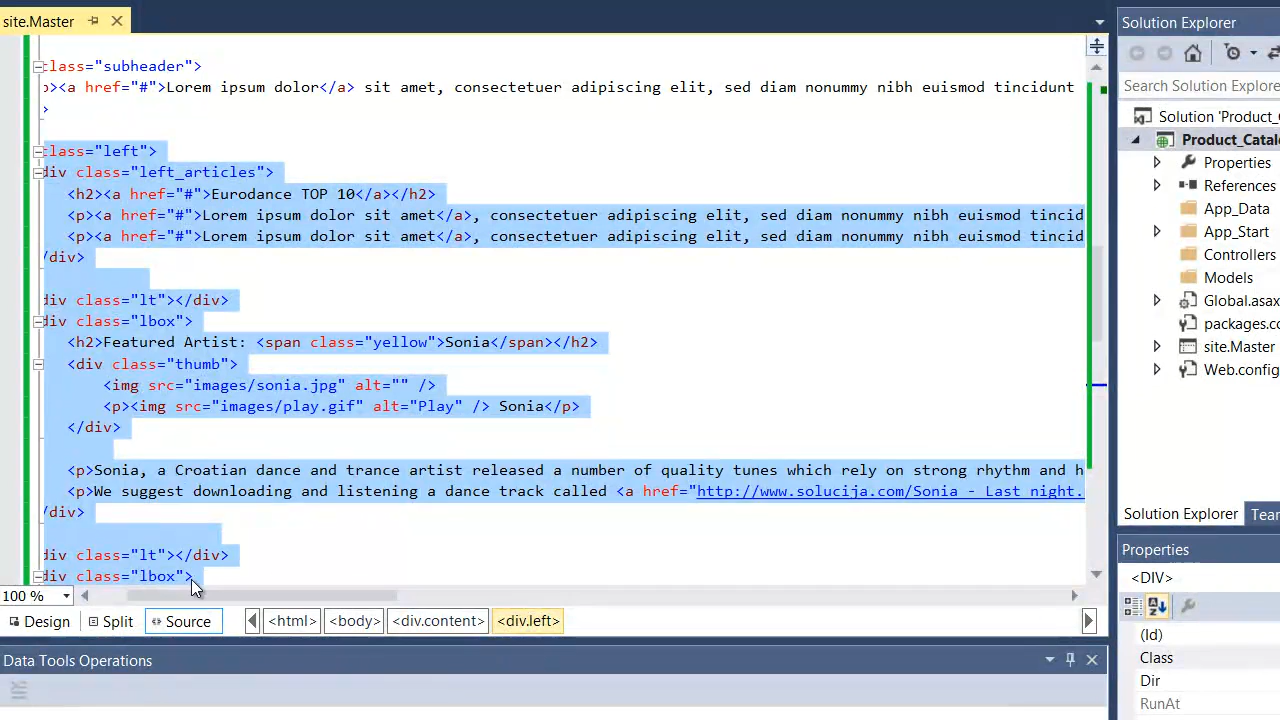 site.Master
class="subheader">
><a href="#">Lorem ipsum dolor</a> sit amet, consectetuer adipiscing elit, sed diam nonummy nibh euismod tincidunt
>
class="left">
div class="left_articles">
<h2><a href="#">Eurodance TOP 10</a></h2>
<p><a href="#">Lorem ipsum dolor sit amet</a>, consectetuer adipiscing elit, sed diam nonummy nibh euismod tincid
<p><a href="#">Lorem ipsum dolor sit amet</a>, consectetuer adipiscing elit, sed diam nonummy nibh euismod tincid
/div>
div class="lt"></div>
div class="lbox">
<h2>Featured Artist: <span class="yellow">Sonia</span></h2>
<div class="thumb">
<img src="images/sonia.jpg" alt="" />
<p><img src="images/play.gif" alt="Play" /> Sonia</p>
</div>
<p>Sonia, a Croatian dance and trance artist released a number of quality tunes which rely on strong rhythm and h
<p>We suggest downloading and listening a dance track called <a href="http://www.solucija.com/Sonia - Last night.
/div>
div class="lt"></div>
div class="lbox">
100 %
Design Split Source <html> <body> <div.content> <div.left>
Data Tools Operations
Solution Explorer
Search Solution Explore
Solution 'Product_
Product_Catal
Properties
References
App_Data
App_Start
Controllers
Models
Global.asax
packages.co
site.Master
Web.config
Solution Explorer Team
Properties
<DIV>
(Id)
Class
Dir
RunAt